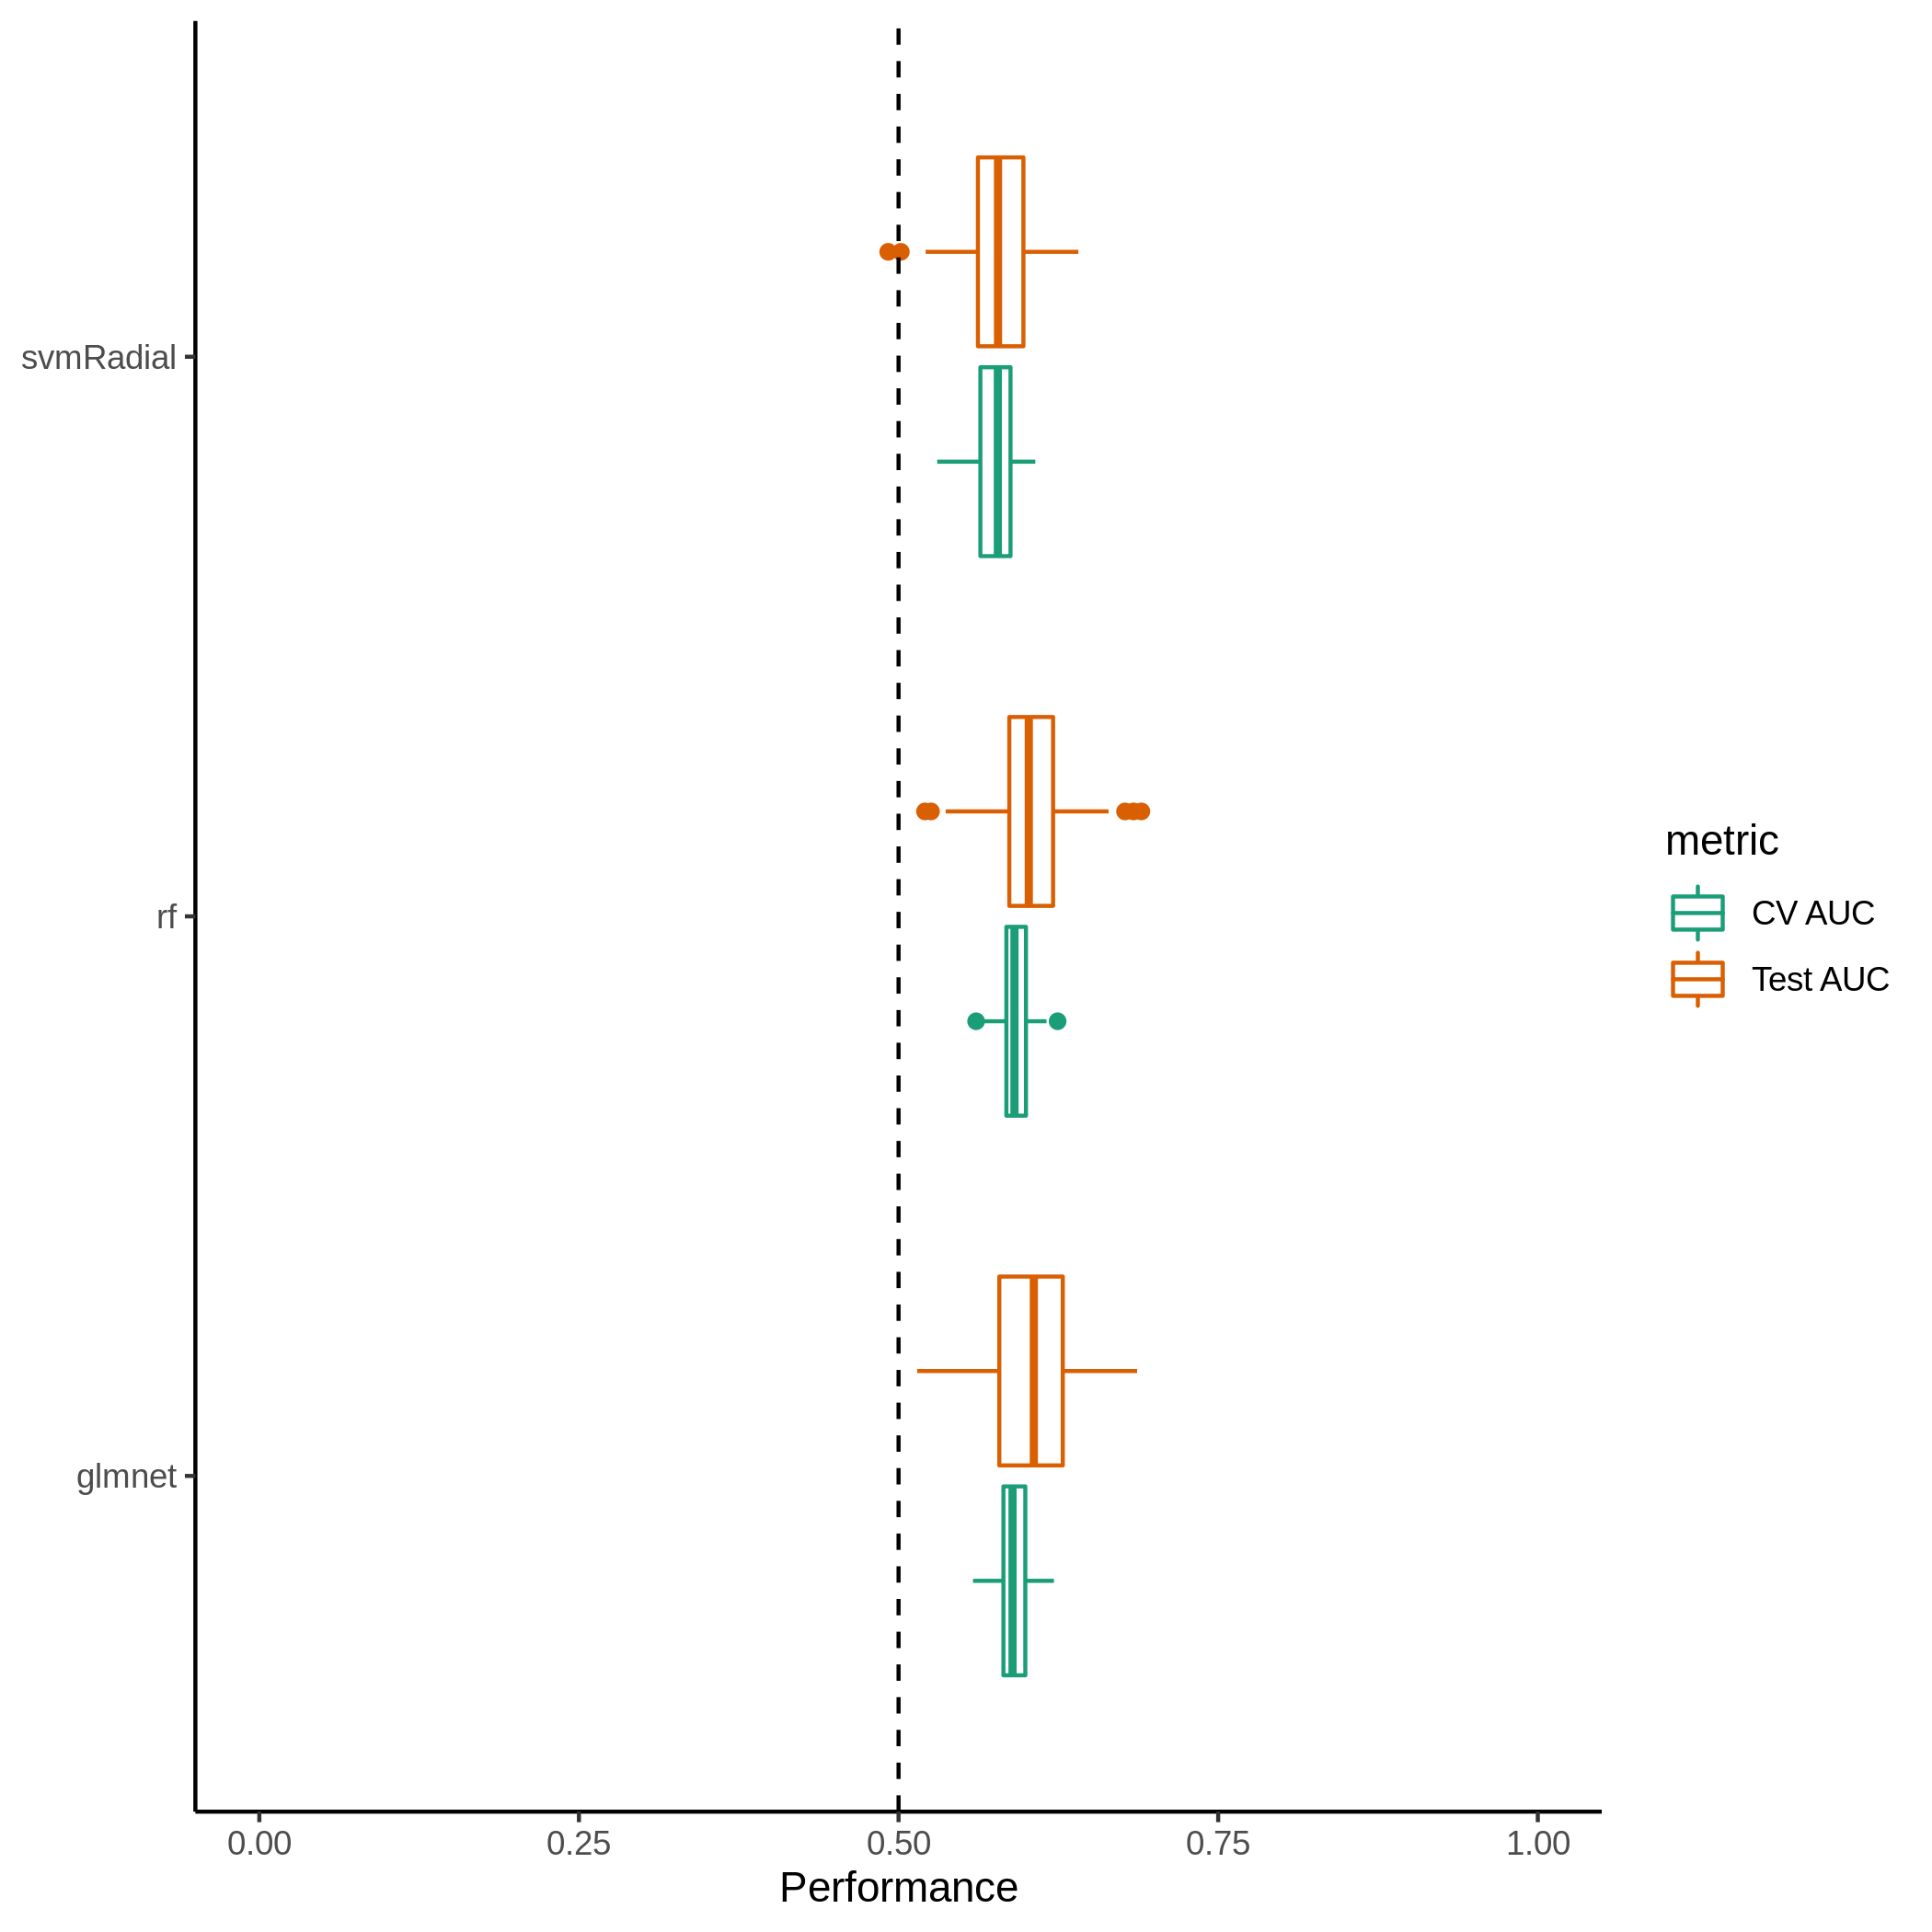 svmRadial
rf
glmnet
0.00
0.25
0.50
0.75
1.00
Performance
metric
CV AUC
Test AUC